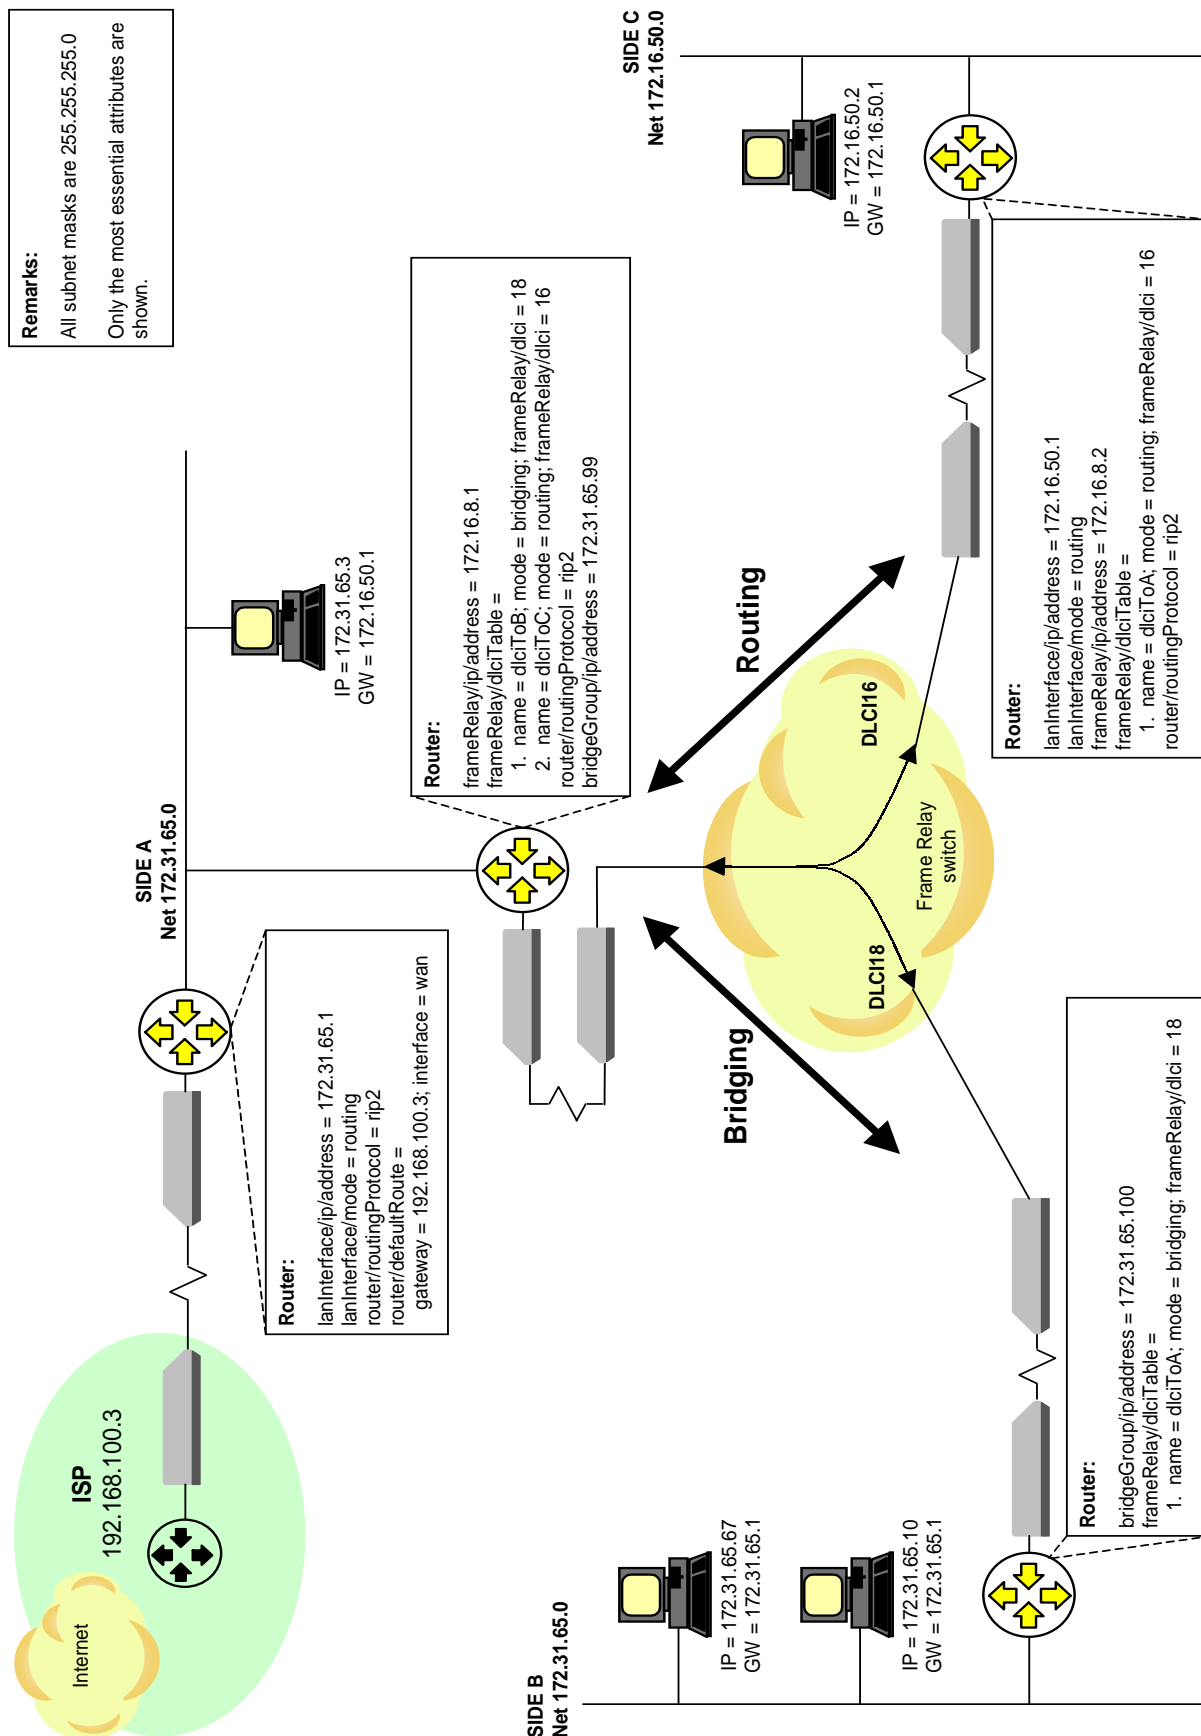 Remarks:
All subnet masks are 255.255.255.0
Only the most essential attributes are
shown.
Internet
ISP
192.168.100.3
Router:
lanInterface/ip/address = 172.31.65.1
lanInterface/mode = routing
router/routingProtocol = rip2
router/defaultRoute =
gateway = 192.168.100.3; interface = wan
SIDE A
Net 172.31.65.0
IP = 172.31.65.3
GW = 172.16.50.1
Router:
frameRelay/ip/address = 172.16.8.1
frameRelay/dlciTable =
1. name = dlciToB; mode = bridging; frameRelay/dlci = 18
2. name = dlciToC; mode = routing; frameRelay/dlci = 16
router/routingProtocol = rip2
bridgeGroup/ip/address = 172.31.65.99
Bridging
Routing
DLCI18
DLCI16
Frame Relay
switch
SIDE B
Net 172.31.65.0
IP = 172.31.65.67
GW = 172.31.65.1
IP = 172.31.65.10
GW = 172.31.65.1
Router:
bridgeGroup/ip/address = 172.31.65.100
frameRelay/dlciTable =
1. name = dlciToA; mode = bridging; frameRelay/dlci = 18
SIDE C
Net 172.16.50.0
IP = 172.16.50.2
GW = 172.16.50.1
Router:
lanInterface/ip/address = 172.16.50.1
lanInterface/mode = routing
frameRelay/ip/address = 172.16.8.2
frameRelay/dlciTable =
1. name = dlciToA; mode = routing; frameRelay/dlci = 16
router/routingProtocol = rip2